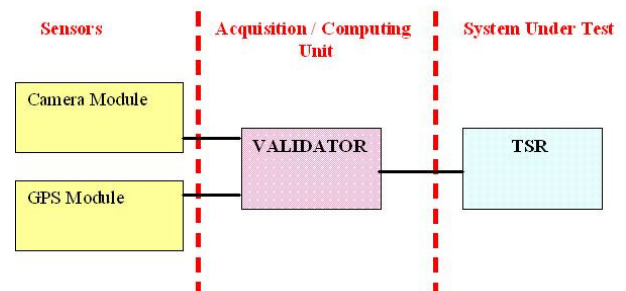 Sensors
Acquisition / Computing
Unit
System Under Test
Camera Module
GPS Module
VALIDATOR
TSR